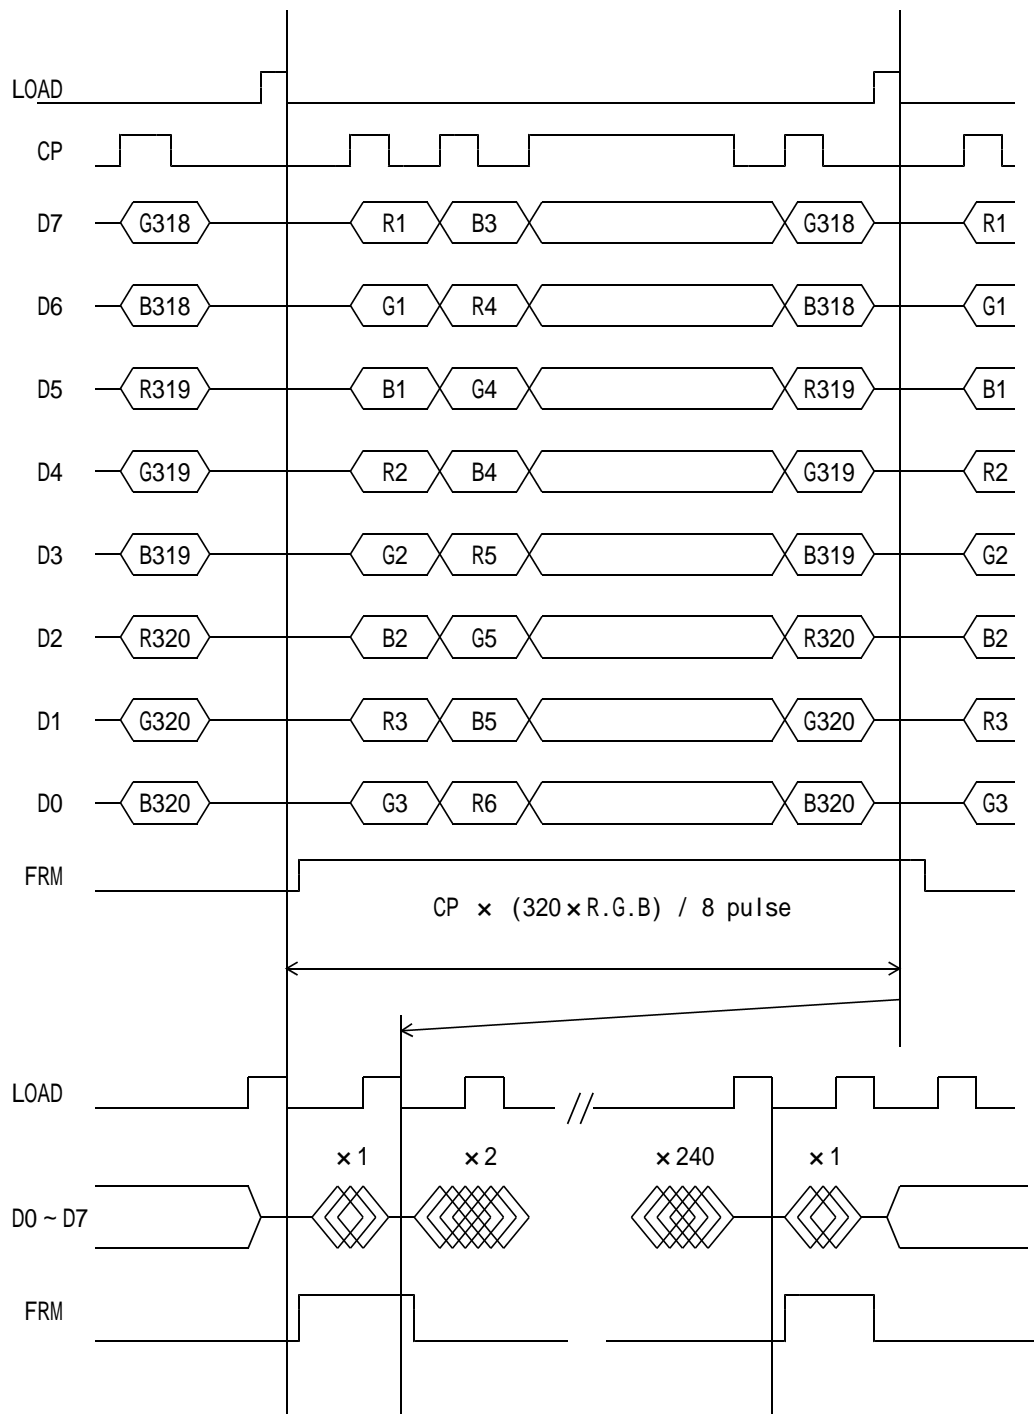 LOAD
CP
D7 G318 R1 B3 G318 R1
D6 B318 G1 R4 B318 G1
D5 R319 B1 G4 R319 B1
D4 G319 R2 B4 G319 R2
D3 B319 G2 R5 B319 G2
D2 R320 B2 G5 R320 B2
D1 G320 R3 B5 G320 R3
D0 B320 G3 R6 B320 G3
FRM
CP × (320×R.G.B) / 8 pulse
LOAD
×1 ×2 ×240 ×1
D0~D7
FRM